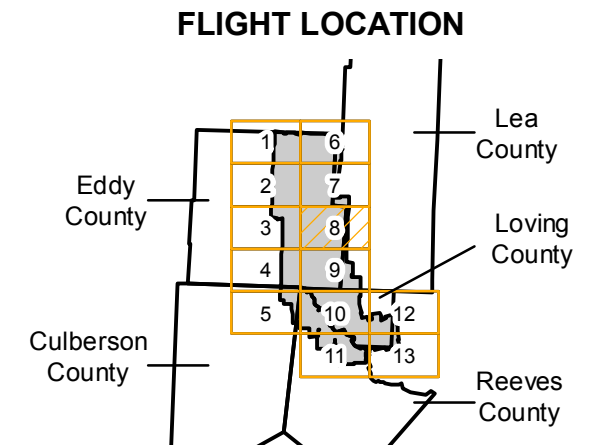 FLIGHT LOCATION
Lea
County
1
6
Eddy
County
2
7
3
8
Loving
County
4
9
5
10
12
Culberson
County
11
13
Reeves
County